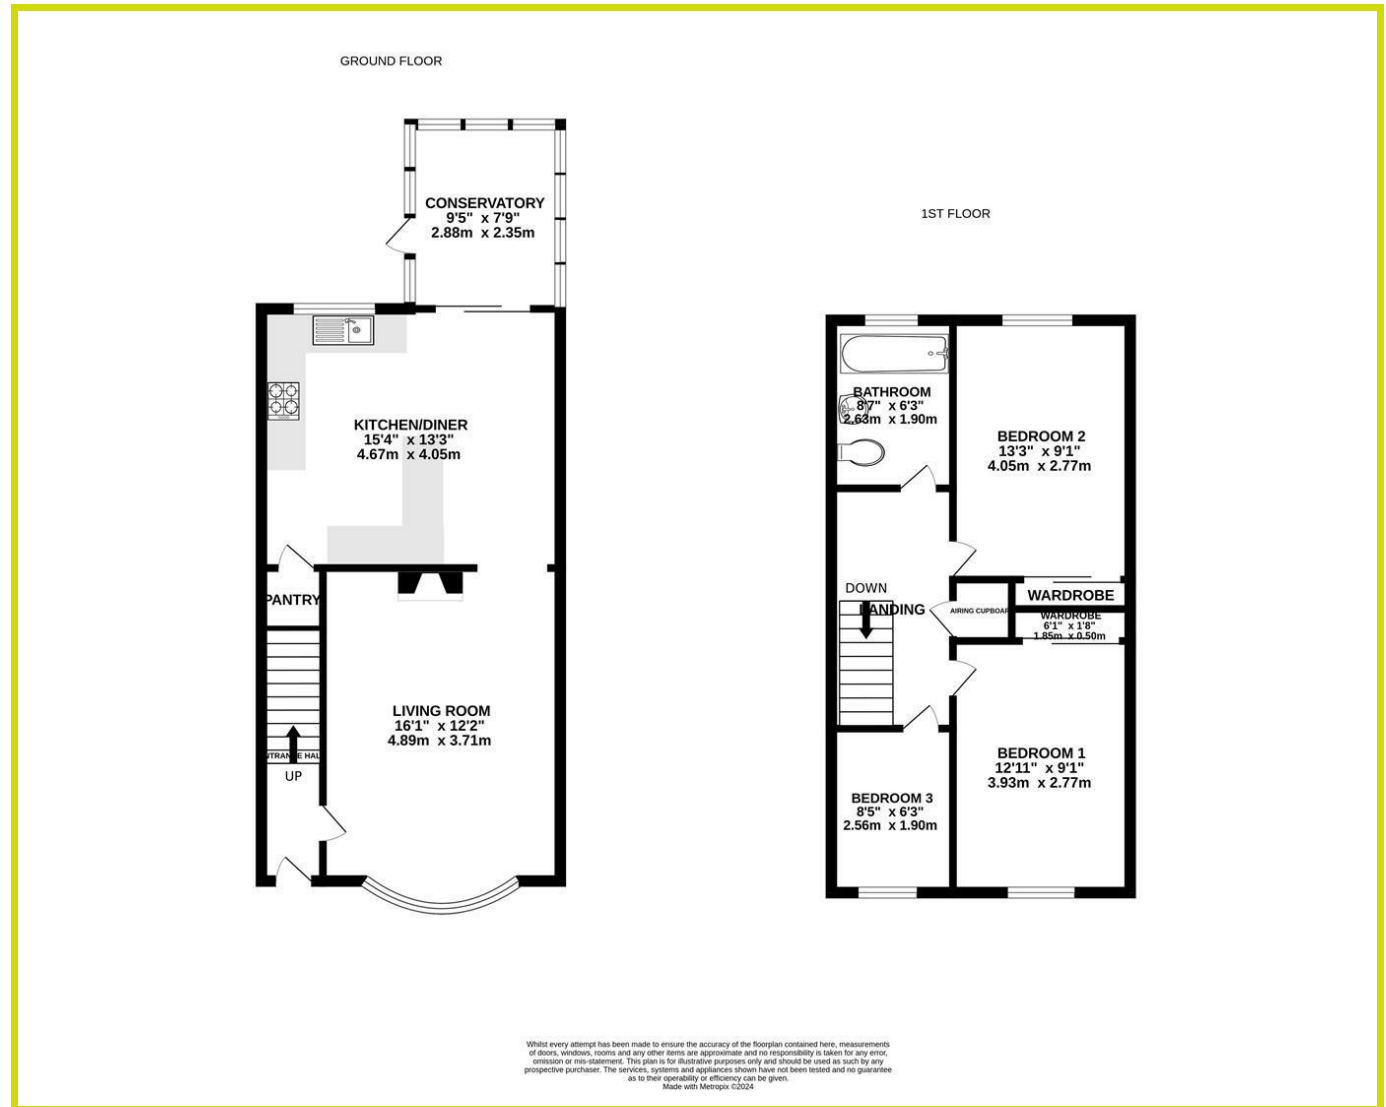 GROUND FLOOR
CONSERVATORY
9'5" x 7'9"
2.88m x 2.35m
KITCHEN/DINER
15'4" x 13'3"
4.67m x 4.05m
PANTRY
LIVING ROOM
16'1" x 12'2"
4.89m x 3.71m
ENTRANCE HALL
UP
1ST FLOOR
BATHROOM
8'7" x 6'3"
2.63m x 1.90m
BEDROOM 2
13'3" x 9'1"
4.05m x 2.77m
DOWN
LANDING
AIRING CUPBOARD
WARDROBE
WARDROBE
6'1" x 1'8"
1.85m x 0.50m
BEDROOM 1
12'11" x 9'1"
3.93m x 2.77m
BEDROOM 3
8'5" x 6'3"
2.56m x 1.90m
Whilst every attempt has been made to ensure the accuracy of the floorplan contained here, measurements
of doors, windows, rooms and any other items are approximate and no responsibility is taken for any error,
omission or mis-statement. This plan is for illustrative purposes only and should be used as such by any
prospective purchaser. The services, systems and appliances shown have not been tested and no guarantee
as to their operability or efficiency can be given.
Made with Metropix ©2024